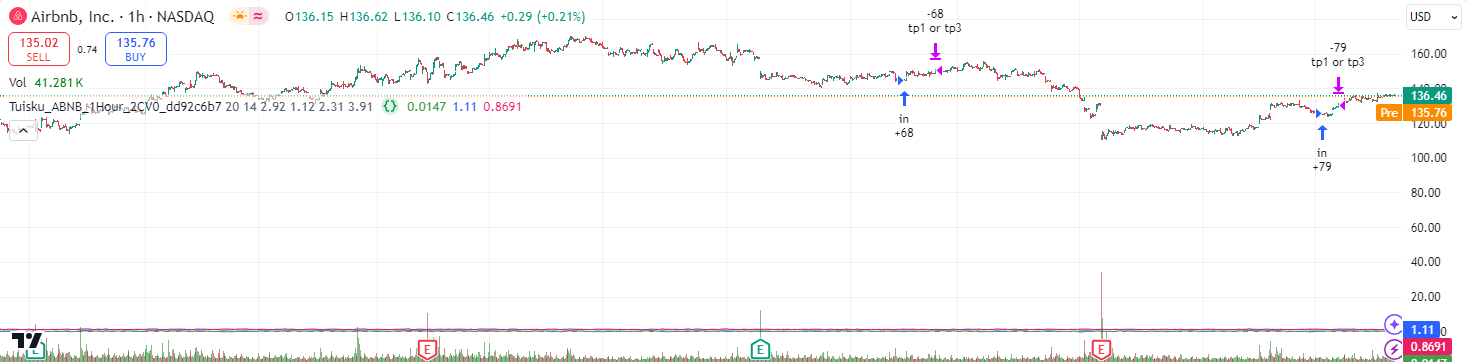 Airbnb, Inc. · 1h · NASDAQ O136.15 H136.62 L136.10 C136.46 +0.29 (+0.21%)
135.02
SELL
0.74
135.76
BUY
Vol 41.281 K
Tuisku_ABNB_1Hour_2CV0_dd92c6b7 20 14 2.92 1.12 2.31 3.91 {} 0.0147 1.11 0.8691
-68
tp1 or tp3
in
+68
-79
tp1 or tp3
in
+79
USD
160.00
136.46
Pre 135.76
120.00
100.00
80.00
60.00
40.00
20.00
1.11
0.8691
E
E
E
E